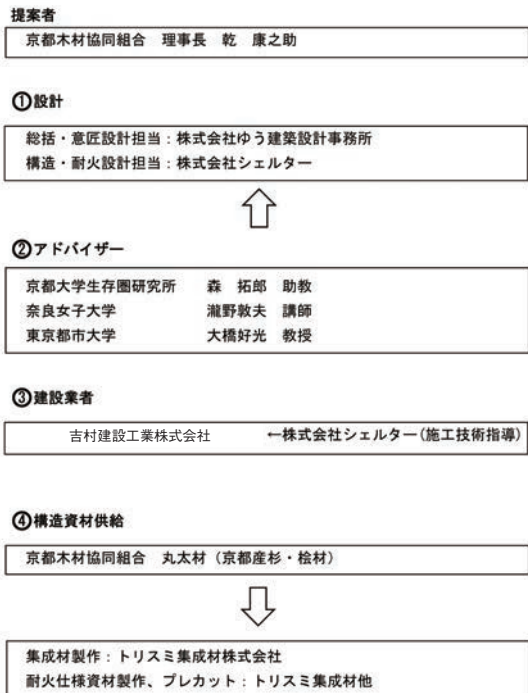 提案者
京都木材協同組合　理事長　乾　康之助
①設計
総括・意匠設計担当：株式会社ゆう建築設計事務所
構造・耐火設計担当：株式会社シェルター
②アドバイザー
京都大学生存圏研究所　森　拓郎　助教
奈良女子大学　瀧野敦夫　講師
東京都市大学　大橋好光　教授
③建設業者
吉村建設工業株式会社　←株式会社シェルター(施工技術指導)
④構造資材供給
京都木材協同組合　丸太材（京都産杉・桧材）
集成材製作：トリスミ集成材株式会社
耐火仕様資材製作、プレカット：トリスミ集成材他